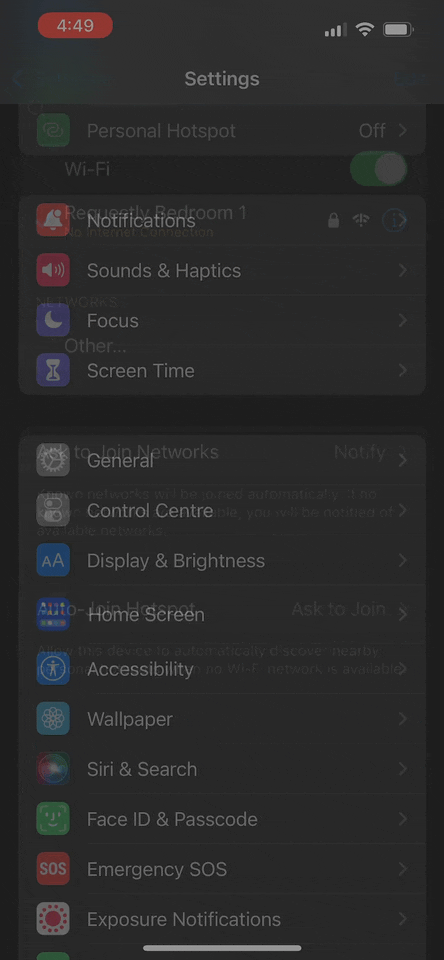 4:49
Settings
Personal Hotspot Off
Wi-Fi
Requestly Bedroom 1
Notifications
No Internet Connection
Sounds & Haptics
NETWORKS
Focus
Other...
Screen Time
Ask to Join Networks Notify
General
Known networks will be joined automatically. If no
Control Centre
known networks are available, you will be notified of
available networks.
AA Display & Brightness
Auto-Join Hotspot Ask to Join
Home Screen
Allow this device to automatically discover nearby
Accessibility
personal hotspots when no Wi-Fi network is available.
Wallpaper
Siri & Search
Face ID & Passcode
SOS Emergency SOS
Exposure Notifications